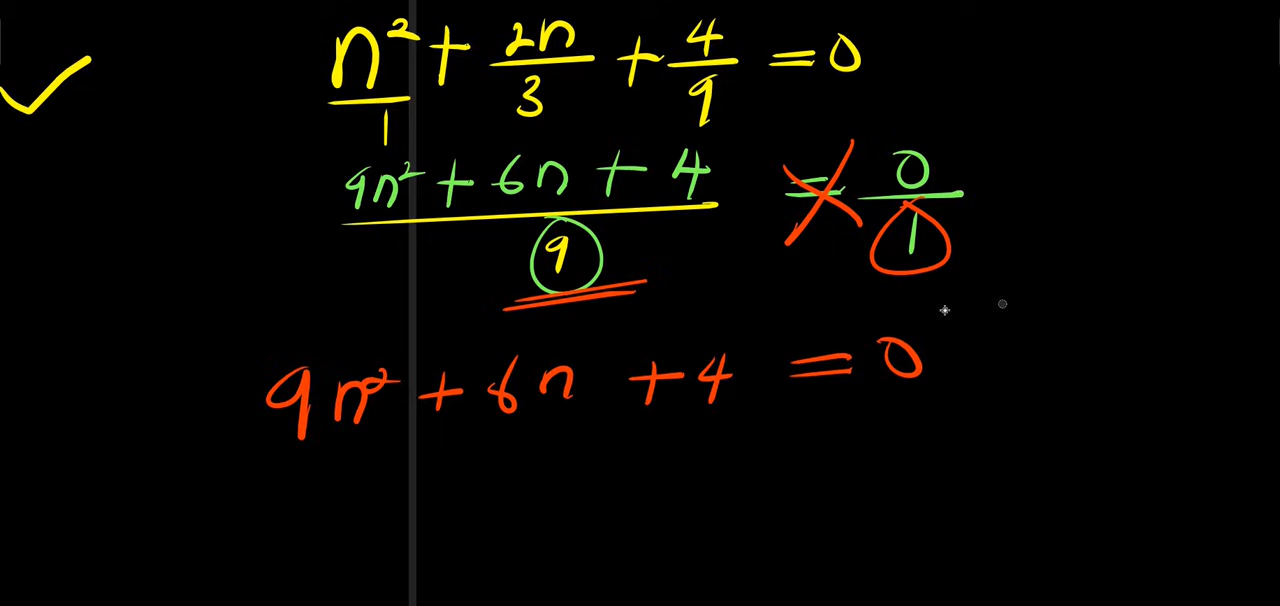 n²/1 + 2n/3 + 4/9 = 0
(9n² + 6n + 4)/9 = 0/1
9n² + 6n + 4 = 0